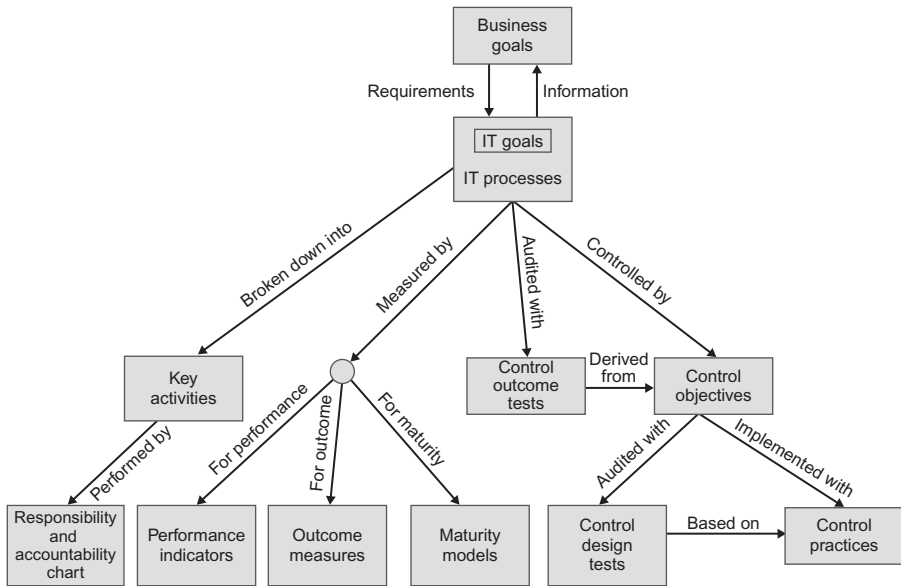 Business
goals
Requirements
Information
IT goals
IT processes
Broken down into
Measured by
Audited with
Controlled by
Key
activities
Control
outcome
tests
Derived
from
Control
objectives
Performed by
For performance
For outcome
For maturity
Audited with
Implemented with
Responsibility
and
accountability
chart
Performance
indicators
Outcome
measures
Maturity
models
Control
design
tests
Based on
Control
practices